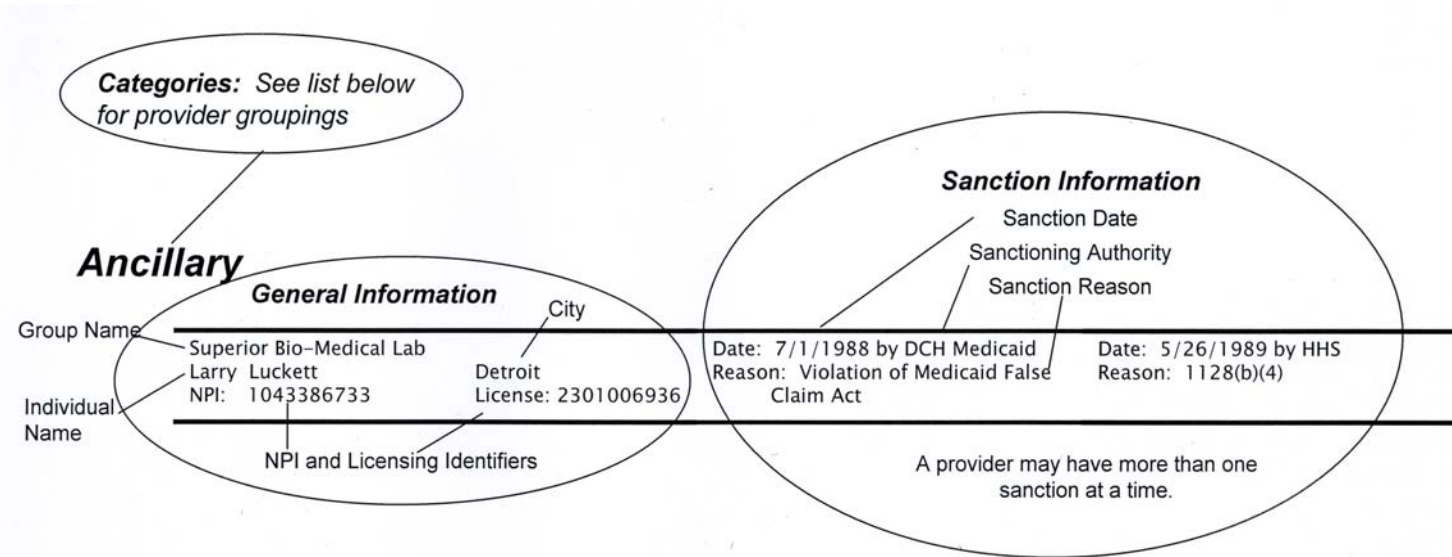 Categories: See list below
for provider groupings
Sanction Information
Sanction Date
Sanctioning Authority
Sanction Reason
Ancillary
General Information
City
Group Name
Superior Bio-Medical Lab
Larry Luckett
Detroit
NPI: 1043386733
License: 2301006936
Date: 7/1/1988 by DCH Medicaid
Reason: Violation of Medicaid False
Claim Act
Date: 5/26/1989 by HHS
Reason: 1128(b)(4)
Individual
Name
NPI and Licensing Identifiers
A provider may have more than one
sanction at a time.